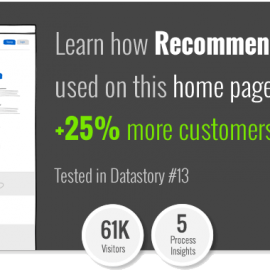 Learn how Recommen
used on this home page
+25% more customers
Tested in Datastory #13
61K
Visitors
5
Process
Insights